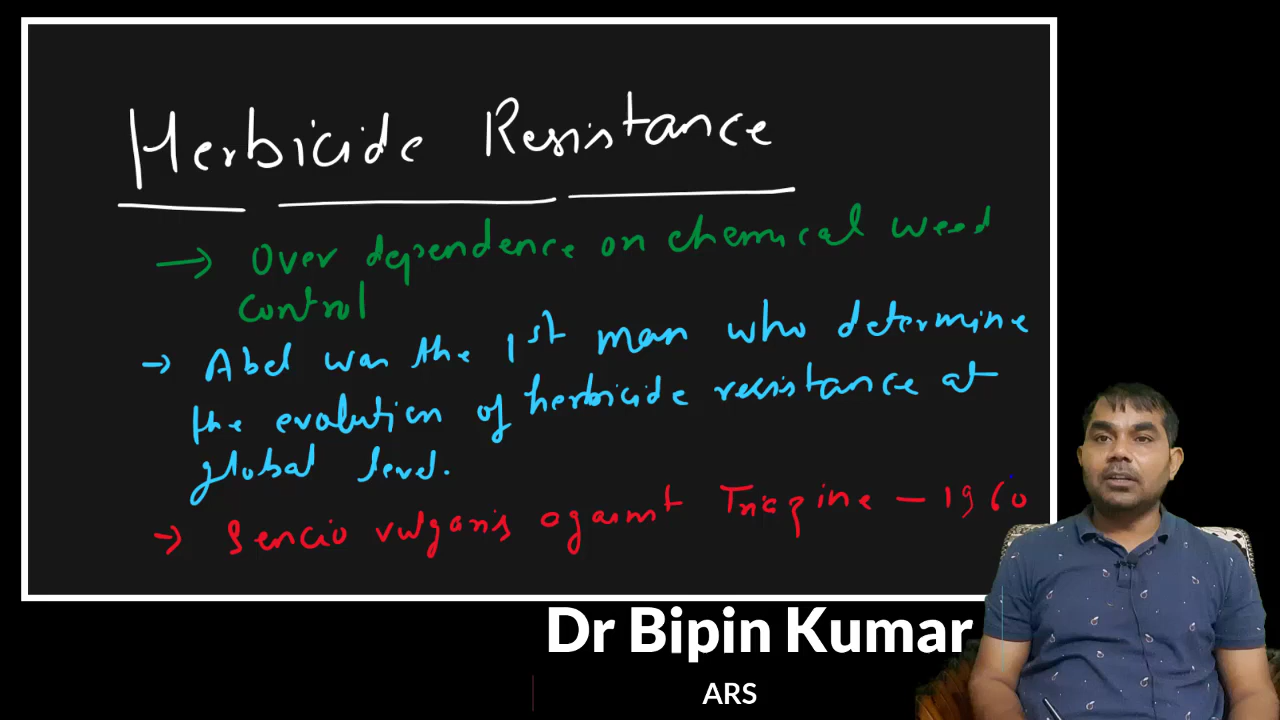 Herbicide Resistance
→ Over dependence on chemical weed
control
→ Abel was the 1st man who determine
the evolution of herbicide resistance at
global level.
→ Sencio vulgaris against Triazine – 1960
Dr Bipin Kumar
ARS